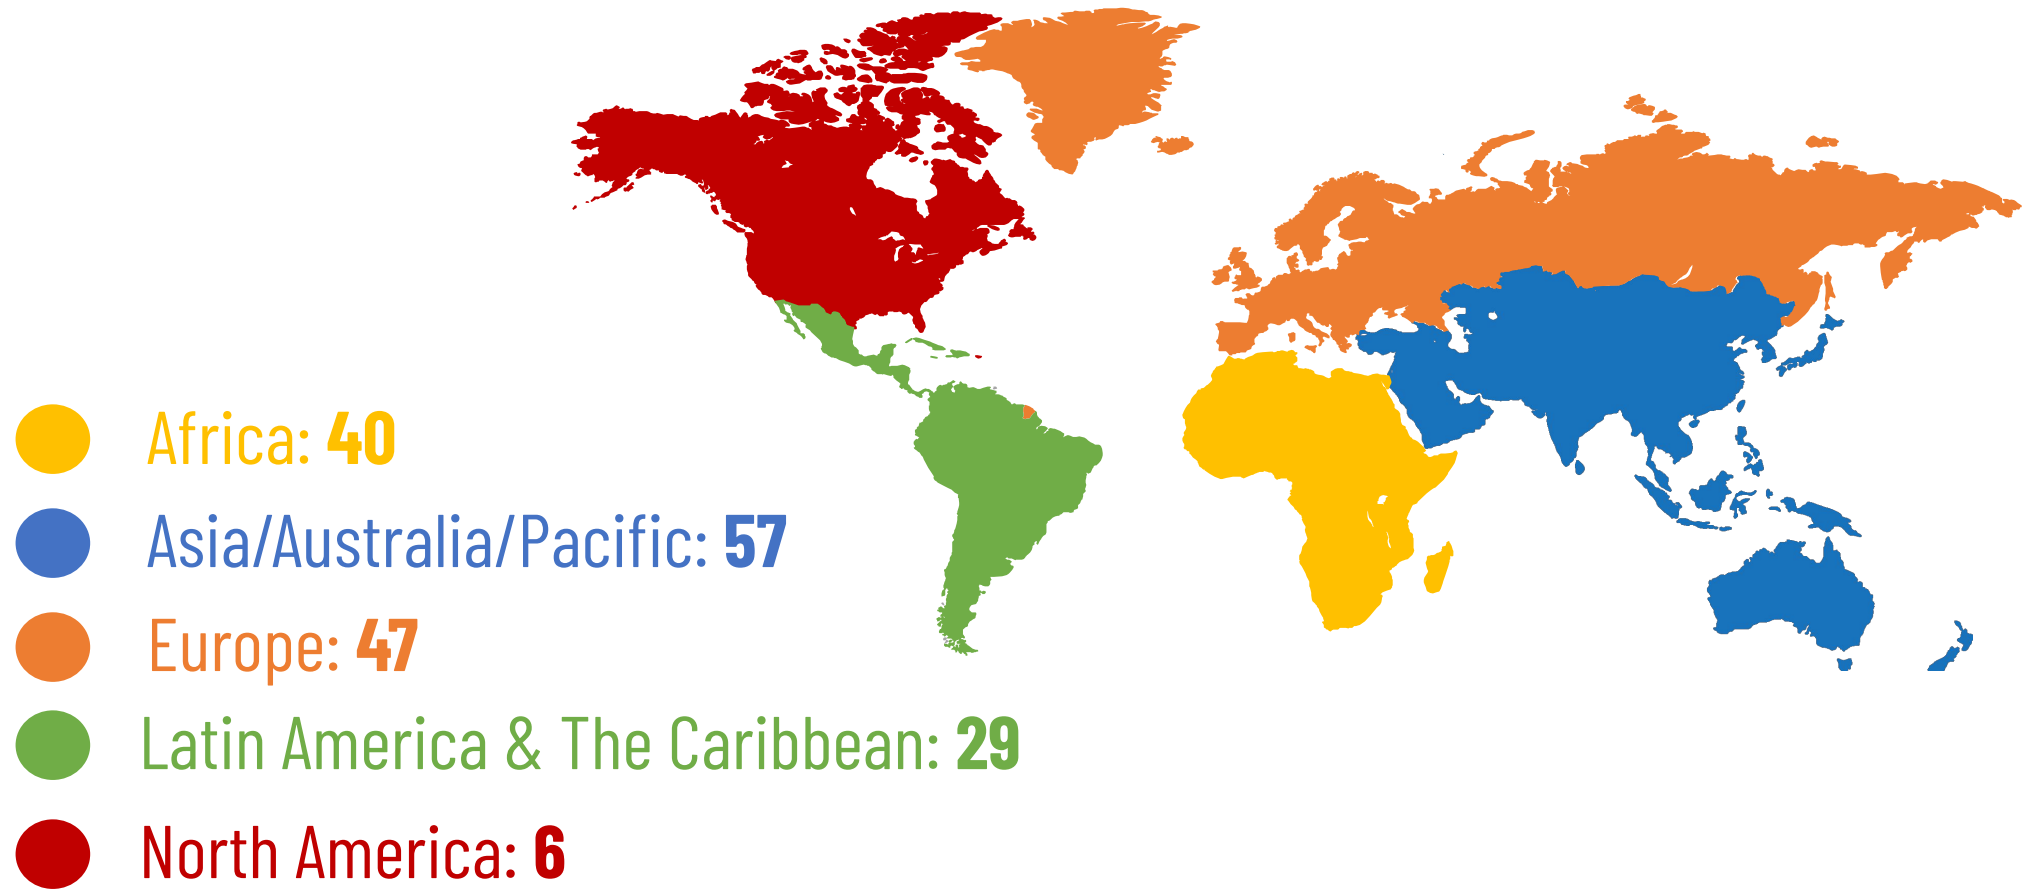 Africa: 40
Asia/Australia/Pacific: 57
Europe: 47
Latin America & The Caribbean: 29
North America: 6